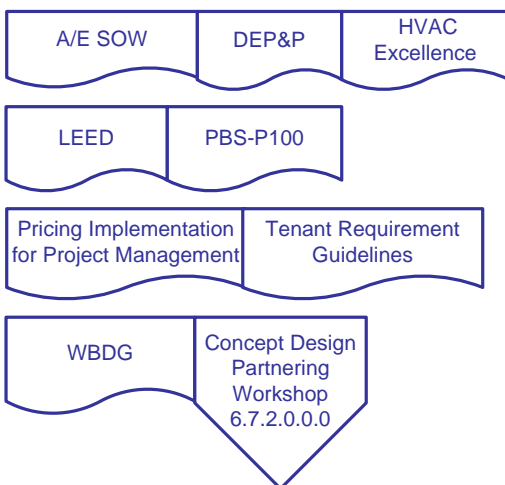 A/E SOW
DEP&P
HVAC
Excellence
LEED
PBS-P100
Pricing Implementation
for Project Management
Tenant Requirement
Guidelines
WBDG
Concept Design
Partnering
Workshop
6.7.2.0.0.0